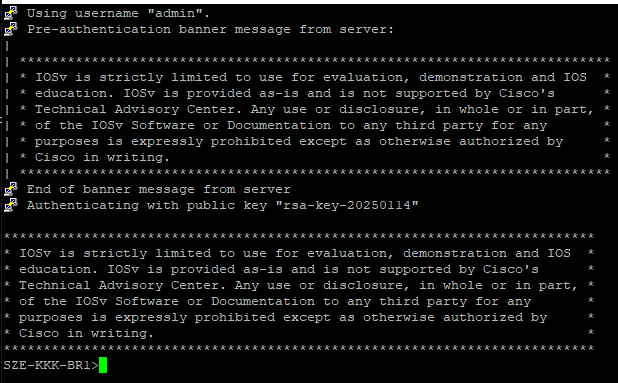 Using username "admin".
Pre-authentication banner message from server:
|
| **************************************************************************
| * IOSv is strictly limited to use for evaluation, demonstration and IOS  *
| * education. IOSv is provided as-is and is not supported by Cisco's      *
| * Technical Advisory Center. Any use or disclosure, in whole or in part, *
| * of the IOSv Software or Documentation to any third party for any       *
| * purposes is expressly prohibited except as otherwise authorized by     *
| * Cisco in writing.                                                      *
| **************************************************************************
End of banner message from server
Authenticating with public key "rsa-key-20250114"

**************************************************************************
* IOSv is strictly limited to use for evaluation, demonstration and IOS  *
* education. IOSv is provided as-is and is not supported by Cisco's      *
* Technical Advisory Center. Any use or disclosure, in whole or in part, *
* of the IOSv Software or Documentation to any third party for any       *
* purposes is expressly prohibited except as otherwise authorized by     *
* Cisco in writing.                                                      *
**************************************************************************
SZE-KKK-BR1>